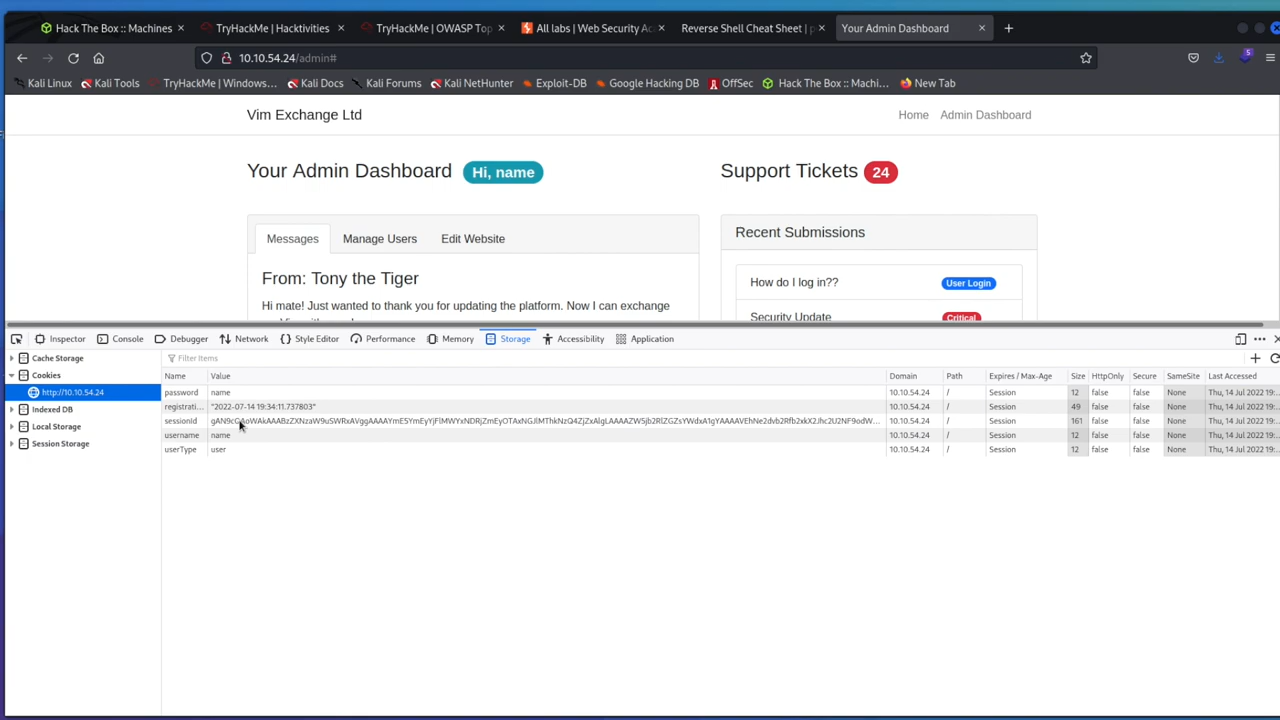 Hack The Box :: Machines
TryHackMe | Hacktivities
TryHackMe | OWASP Top
All labs | Web Security Ac
Reverse Shell Cheat Sheet | p
Your Admin Dashboard
10.10.54.24/admin#
5
Kali Linux
Kali Tools
TryHackMe | Windows…
Kali Docs
Kali Forums
Kali NetHunter
Exploit-DB
Google Hacking DB
OffSec
Hack The Box :: Machi…
New Tab
Vim Exchange Ltd
Home
Admin Dashboard
Your Admin Dashboard Hi, name
Support Tickets 24
Messages
Manage Users
Edit Website
From: Tony the Tiger
Hi mate! Just wanted to thank you for updating the platform. Now I can exchange
Recent Submissions
How do I log in??
User Login
Security Update
Critical
Inspector
Console
Debugger
Network
Style Editor
Performance
Memory
Storage
Accessibility
Application
Cache Storage
Cookies
http://10.10.54.24
Indexed DB
Local Storage
Session Storage
Filter Items
Name Value Domain Path Expires / Max-Age Size HttpOnly Secure SameSite Last Accessed
password name 10.10.54.24 / Session 12 false false None Thu, 14 Jul 2022 19:…
registrati… "2022-07-14 19:34:11.737803" 10.10.54.24 / Session 49 false false None Thu, 14 Jul 2022 19:…
sessionId 10.10.54.24 / Session 161 false false None Thu, 14 Jul 2022 19:…
username name 10.10.54.24 / Session 12 false false None Thu, 14 Jul 2022 19:…
userType user 10.10.54.24 / Session 12 false false None Thu, 14 Jul 2022 19:…